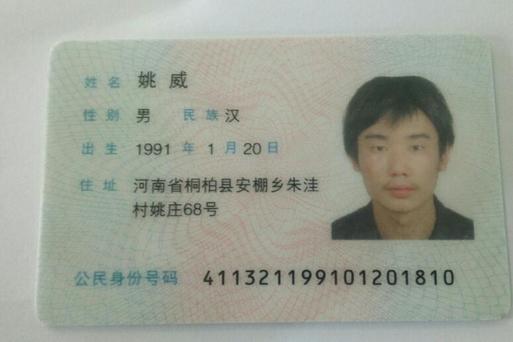 姓名 姚威
性别 男 民族 汉
出生 1991 年 1 月 20 日
住址 河南省桐柏县安棚乡朱洼
村姚庄68号
公民身份号码 411321199101201810